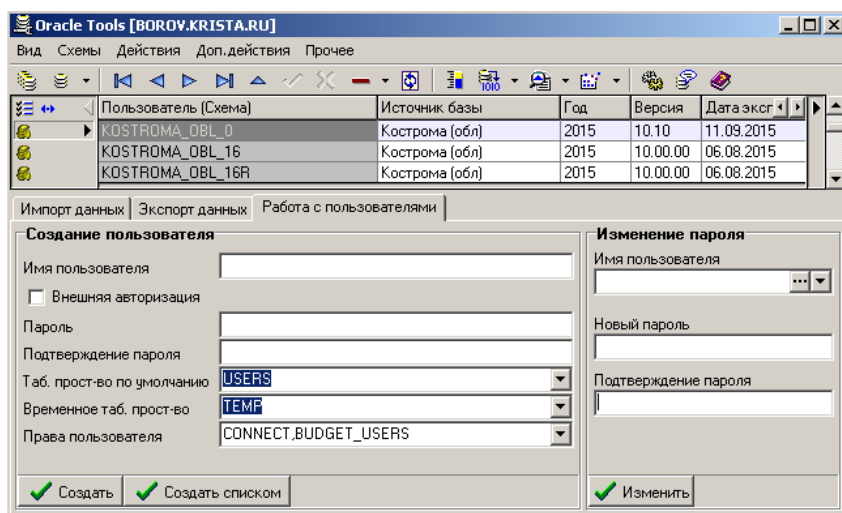 Oracle Tools [BOROV.KRISTA.RU]
Вид Схемы Действия Доп.действия Прочее
Пользователь (Схема) Источник базы Год Версия Дата эксг
KOSTROMA_OBL_0 Кострома (обл) 2015 10.10 11.09.2015
KOSTROMA_OBL_16 Кострома (обл) 2015 10.00.00 06.08.2015
KOSTROMA_OBL_16R Кострома (обл) 2015 10.00.00 06.08.2015
Импорт данных Экспорт данных Работа с пользователями
Создание пользователя
Имя пользователя
Внешняя авторизация
Пароль
Подтверждение пароля
Таб. прост-во по умолчанию USERS
Временное таб. прост-во TEMP
Права пользователя CONNECT,BUDGET_USERS
Создать Создать списком
Изменение пароля
Имя пользователя
Новый пароль
Подтверждение пароля
Изменить